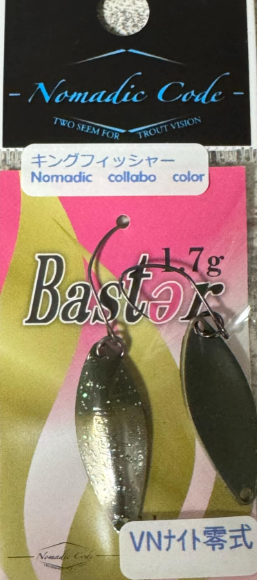 Nomadic Code
TWO SEEM FOR TROUT VISION
キングフィッシャー
Nomadic collabo color
1.7g
Baster
VNナイト零式
Nomadic Code